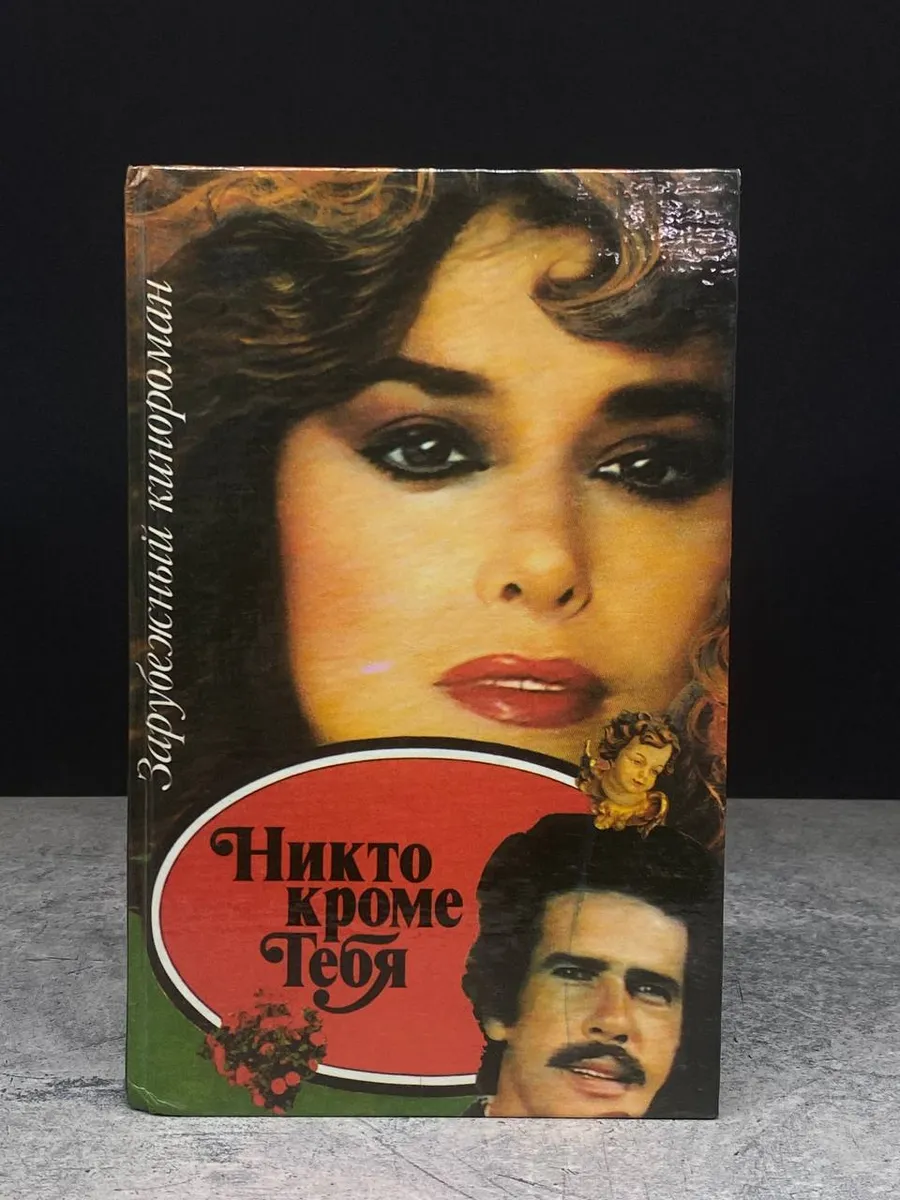 Зарубежный кинороман
Никто
кроме
Тебя